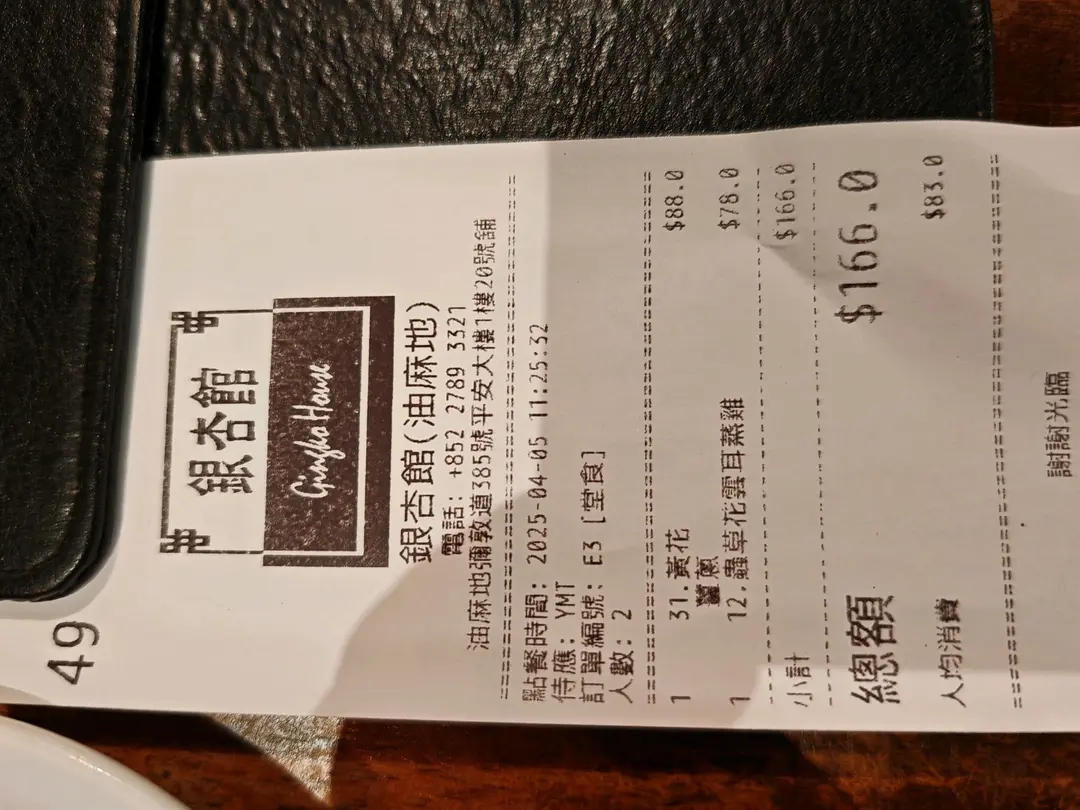 49
銀杏館
Gingko House
銀杏館(油麻地)
電話: +852 2789 3321
油麻地彌敦道385號平安大樓1樓20號舖
點餐時間: 2025-04-05 11:25:32
侍應: YMT
訂單編號: E3 [堂食]
人數: 2
1 31.黃花 $88.0
薑蔥
1 12.蟲草花雲耳蒸雞 $78.0
小計 $166.0
總額 $166.0
人均消費 $83.0
謝謝光臨